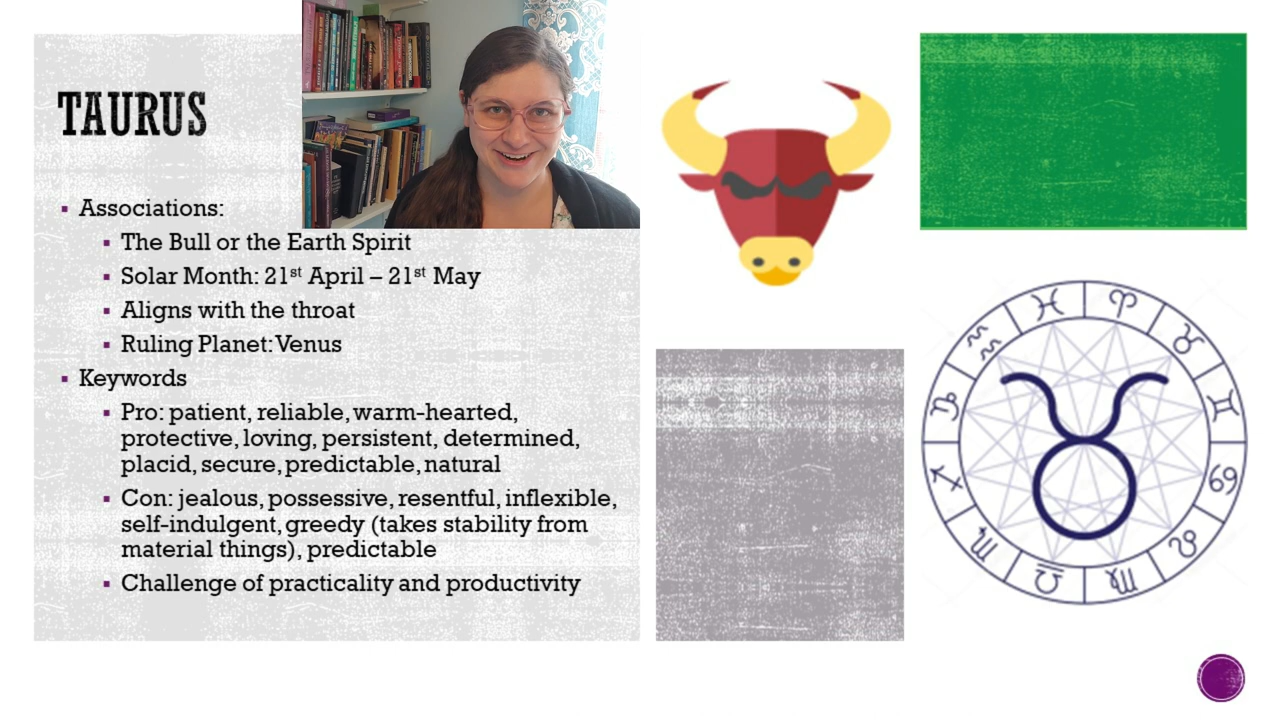 TAURUS
Associations:
The Bull or the Earth Spirit
Solar Month: 21st April – 21st May
Aligns with the throat
Ruling Planet: Venus
Keywords
Pro: patient, reliable, warm-hearted,
protective, loving, persistent, determined,
placid, secure, predictable, natural
Con: jealous, possessive, resentful, inflexible,
self-indulgent, greedy (takes stability from
material things), predictable
Challenge of practicality and productivity